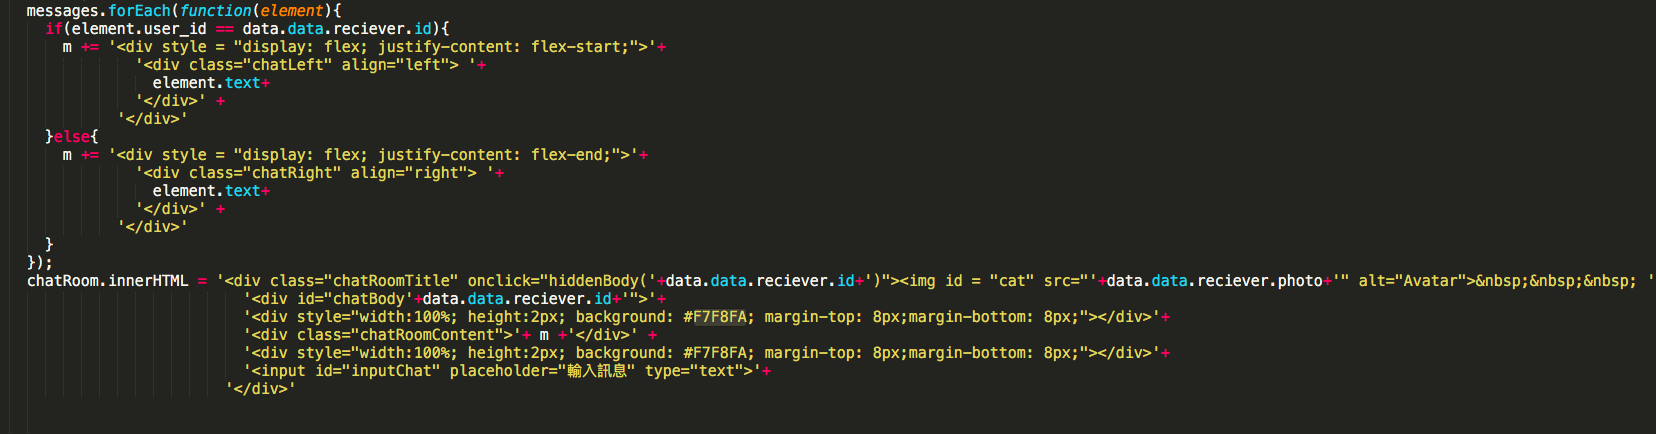 messages.forEach(function(element){
if(element.user_id == data.data.reciever.id){
m += '<div style = "display: flex; justify-content: flex-start;">'+
'<div class="chatLeft" align="left"> '+
element.text+
'</div>' +
'</div>'
}else{
m += '<div style = "display: flex; justify-content: flex-end;">'+
'<div class="chatRight" align="right"> '+
element.text+
'</div>' +
'</div>'
}
});
chatRoom.innerHTML = '<div class="chatRoomTitle" onclick="hiddenBody('+data.data.reciever.id+')"><img id = "cat" src="'+data.data.reciever.photo+'" alt="Avatar">&nbsp;&nbsp;&nbsp; '
'<div id="chatBody'+data.data.reciever.id+'">'+
'<div style="width:100%; height:2px; background: #F7F8FA; margin-top: 8px;margin-bottom: 8px;"></div>'+
'<div class="chatRoomContent">'+ m +'</div>' +
'<div style="width:100%; height:2px; background: #F7F8FA; margin-top: 8px;margin-bottom: 8px;"></div>'+
'<input id="inputChat" placeholder="輸入訊息" type="text">'+
'</div>'